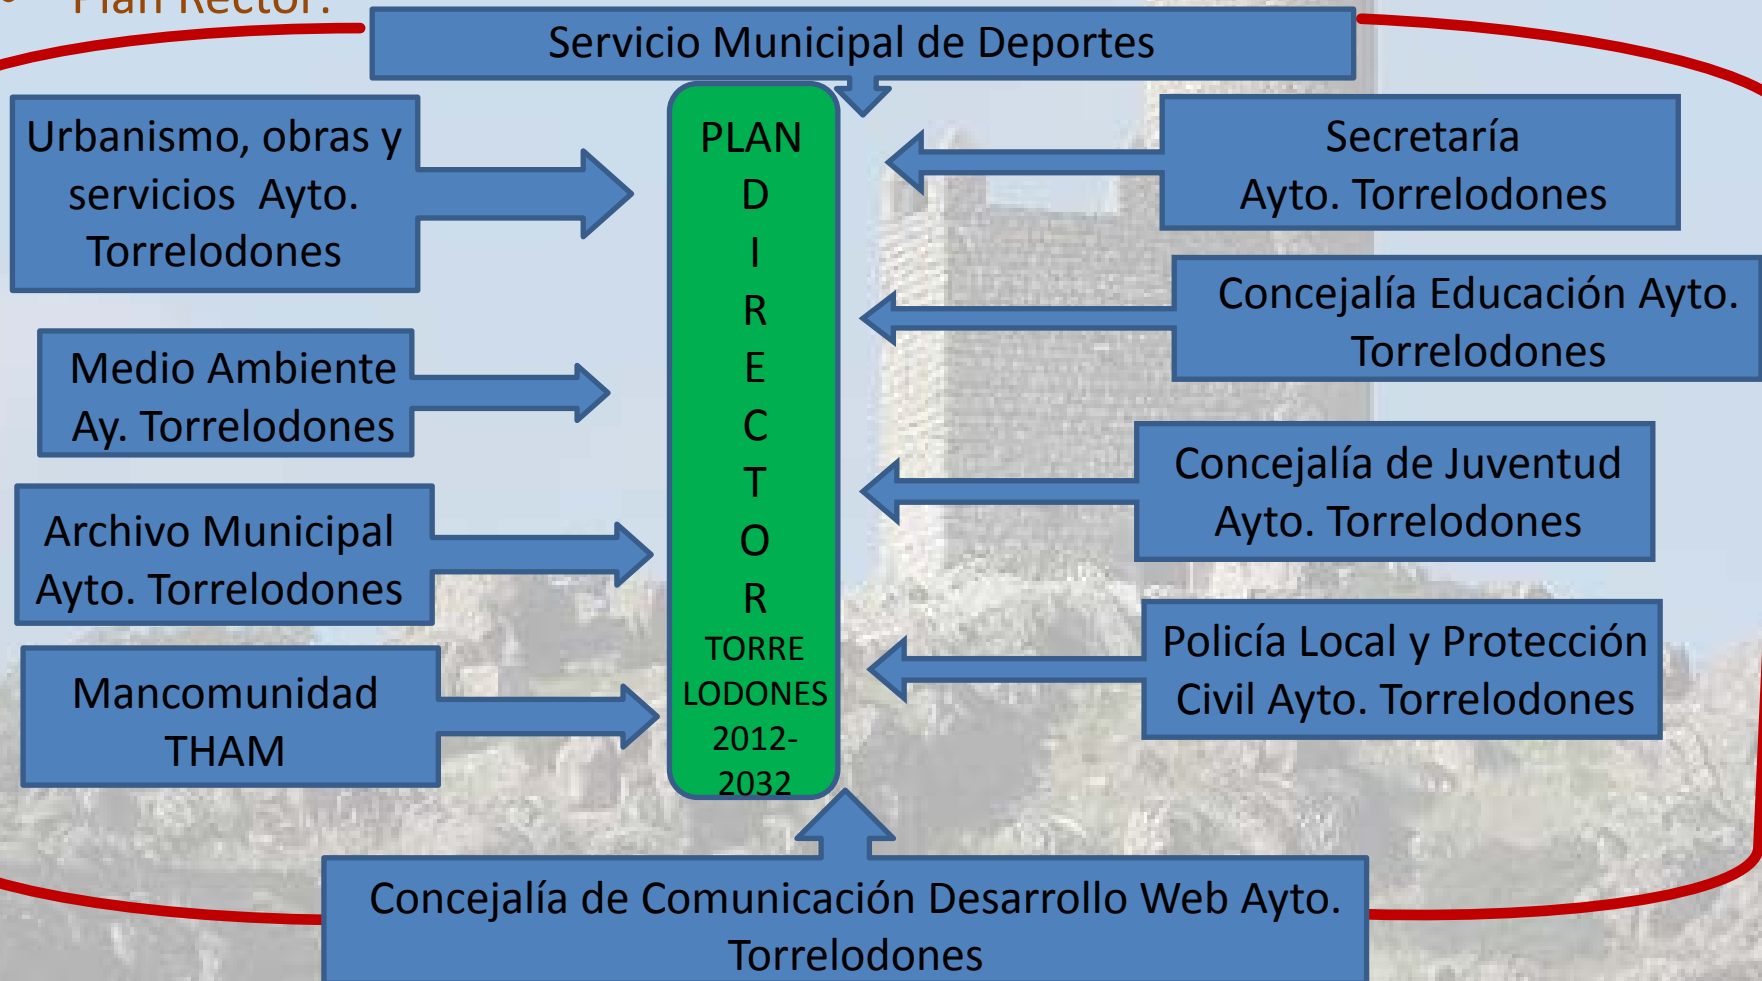 Plan Rector:
Servicio Municipal de Deportes
Urbanismo, obras y
servicios Ayto.
Torrelodones
Medio Ambiente
Ay. Torrelodones
Archivo Municipal
Ayto. Torrelodones
Mancomunidad
THAM
PLAN
D
I
R
E
C
T
O
R
TORRE
LODONES
2012-
2032
Secretaría
Ayto. Torrelodones
Concejalía Educación Ayto.
Torrelodones
Concejalía de Juventud
Ayto. Torrelodones
Policía Local y Protección
Civil Ayto. Torrelodones
Concejalía de Comunicación Desarrollo Web Ayto.
Torrelodones